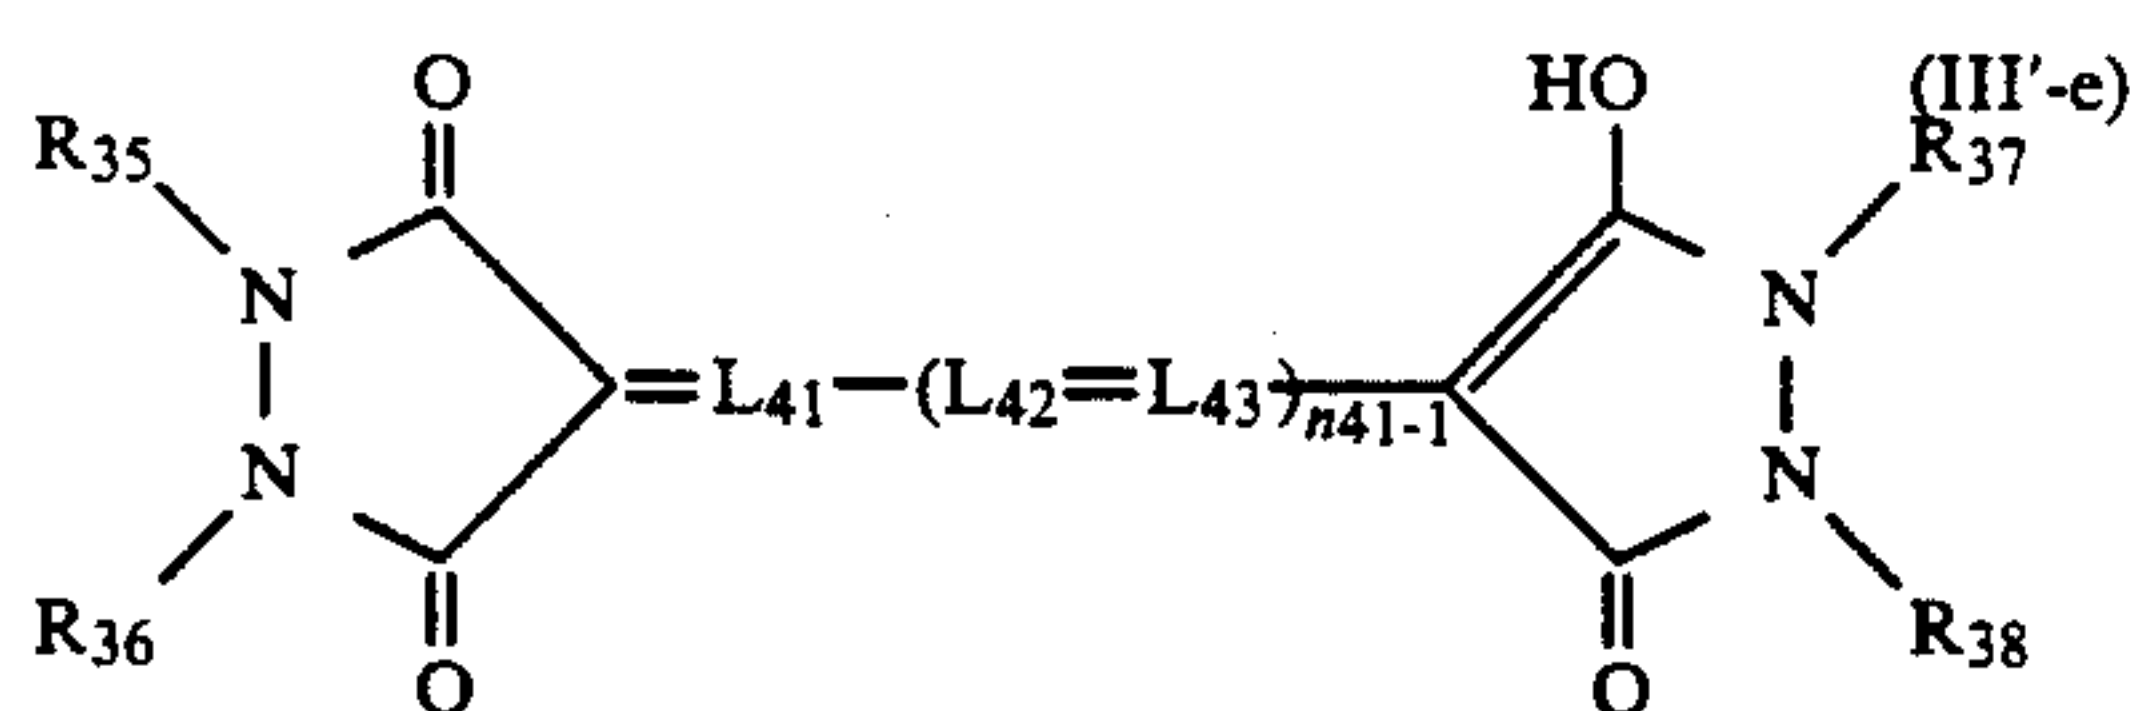 O HO (III'-e)
R35 R37
N N
=L41—(L42=L43)n41-1
N N
R36 R38
O O